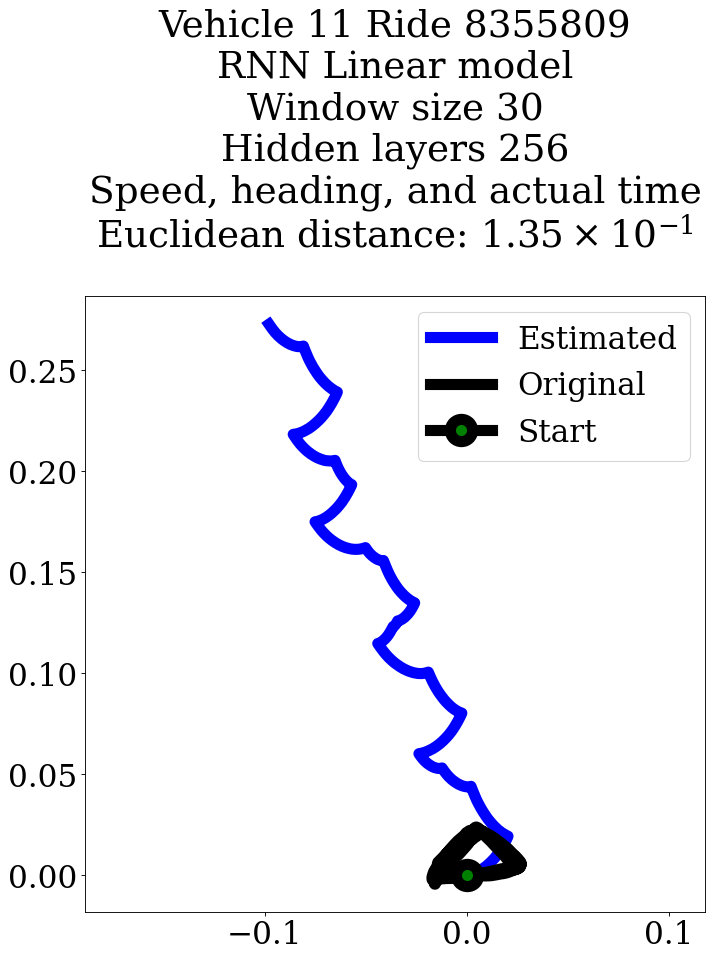 Vehicle 11 Ride 8355809
RNN Linear model
Window size 30
Hidden layers 256
Speed, heading, and actual time
Euclidean distance: 1.35 × 10⁻¹
Estimated
Original
Start
0.25
0.20
0.15
0.10
0.05
0.00
−0.1
0.0
0.1